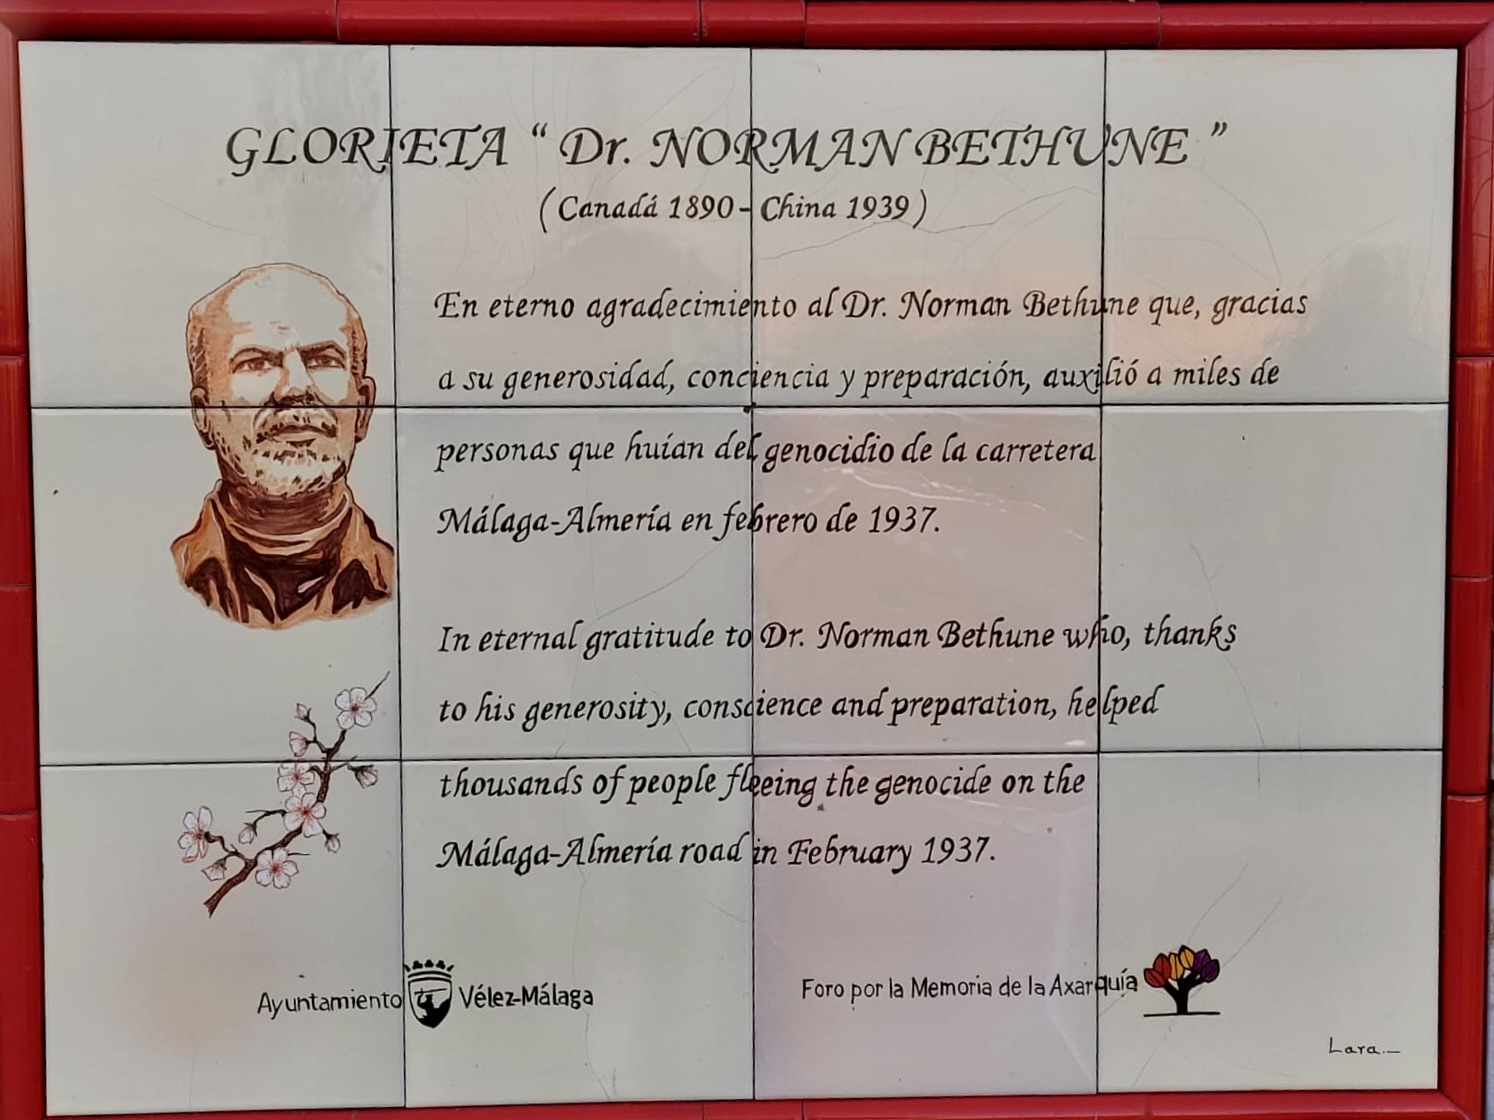 GLORIETA “ Dr. NORMAN BETHUNE ”
(Canadá 1890 - China 1939)
En eterno agradecimiento al Dr. Norman Bethune que, gracias
a su generosidad, conciencia y preparación, auxilió a miles de
personas que huían del genocidio de la carretera
Málaga-Almería en febrero de 1937.
In eternal gratitude to Dr. Norman Bethune who, thanks
to his generosity, conscience and preparation, helped
thousands of people fleeing the genocide on the
Málaga-Almería road in February 1937.
Ayuntamiento Vélez-Málaga
Foro por la Memoria de la Axarquía
Lara.